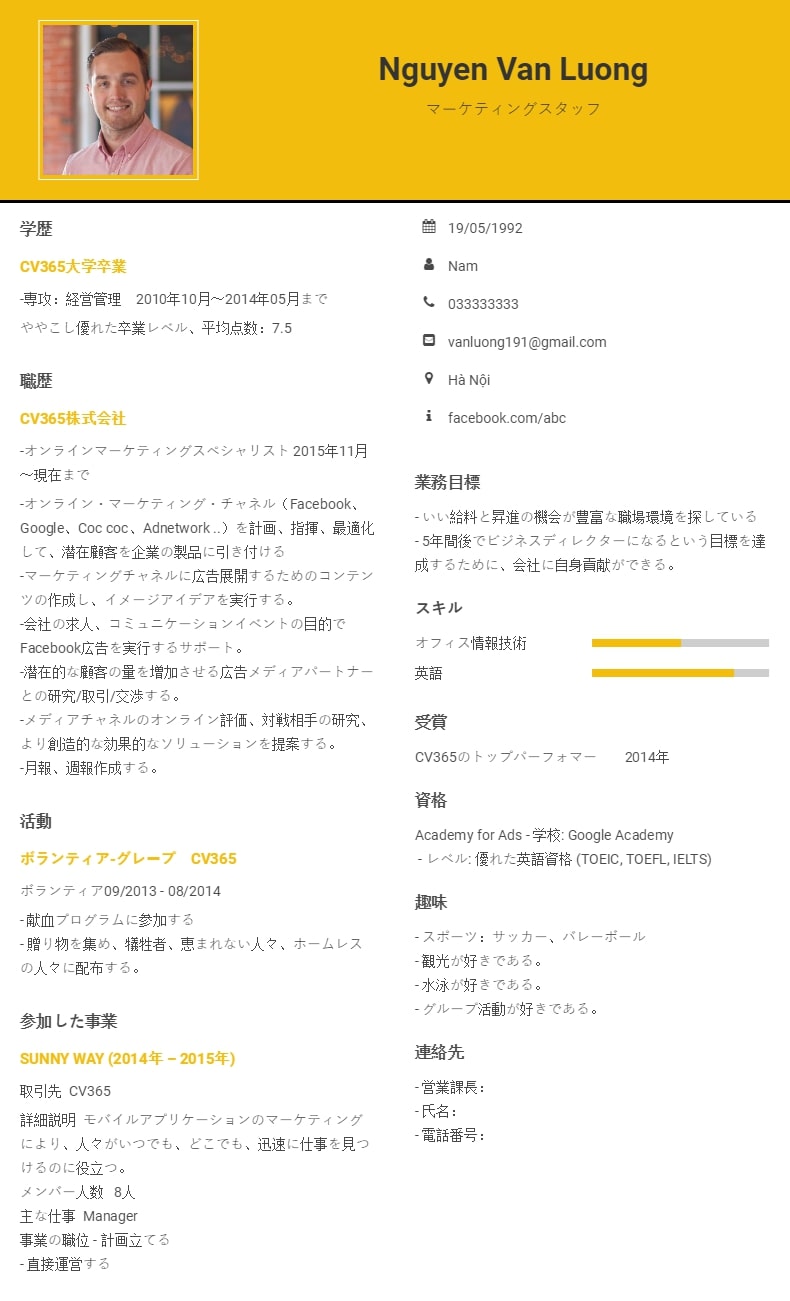 Nguyen Van Luong
マーケティングスタッフ
学歴
CV365大学卒業
-専攻：経営管理　2010年10月～2014年05月まで
ややこし優れた卒業レベル、平均点数：7.5
職歴
CV365株式会社
-オンラインマーケティングスペシャリスト 2015年11月
～現在まで
-オンライン・マーケティング・チャネル（Facebook、
Google、Coc coc、Adnetwork ..）を計画、指揮、最適化
して、潜在顧客を企業の製品に引き付ける
-マーケティングチャネルに広告展開するためのコンテン
ツの作成し、イメージアイデアを実行する。
-会社の求人、コミュニケーションイベントの目的で
Facebook広告を実行するサポート。
-潜在的な顧客の量を増加させる広告メディアパートナー
との研究/取引/交渉する。
-メディアチャネルのオンライン評価、対戦相手の研究、
より創造的な効果的なソリューションを提案する。
-月報、週報作成する。
活動
ボランティア-グレープ　CV365
ボランティア09/2013 - 08/2014
- 献血プログラムに参加する
- 贈り物を集め、犠牲者、恵まれない人々、ホームレス
の人々に配布する。
参加した事業
SUNNY WAY (2014年 – 2015年)
取引先 CV365
詳細説明 モバイルアプリケーションのマーケティング
により、人々がいつでも、どこでも、迅速に仕事を見つ
けるのに役立つ。
メンバー人数 8人
主な仕事 Manager
事業の職位 - 計画立てる
- 直接運営する
19/05/1992
Nam
033333333
vanluong191@gmail.com
Hà Nội
facebook.com/abc
業務目標
- いい給料と昇進の機会が豊富な職場環境を探している
- 5年間後でビジネスディレクターになるという目標を達
成するために、会社に自身貢献ができる。
スキル
オフィス情報技術
英語
受賞
CV365のトップパーフォマー　2014年
資格
Academy for Ads - 学校: Google Academy
- レベル: 優れた英語資格 (TOEIC, TOEFL, IELTS)
趣味
- スポーツ：サッカー、バレーボール
- 観光が好きである。
- 水泳が好きである。
- グループ活動が好きである。
連絡先
- 営業課長：
- 氏名：
- 電話番号：